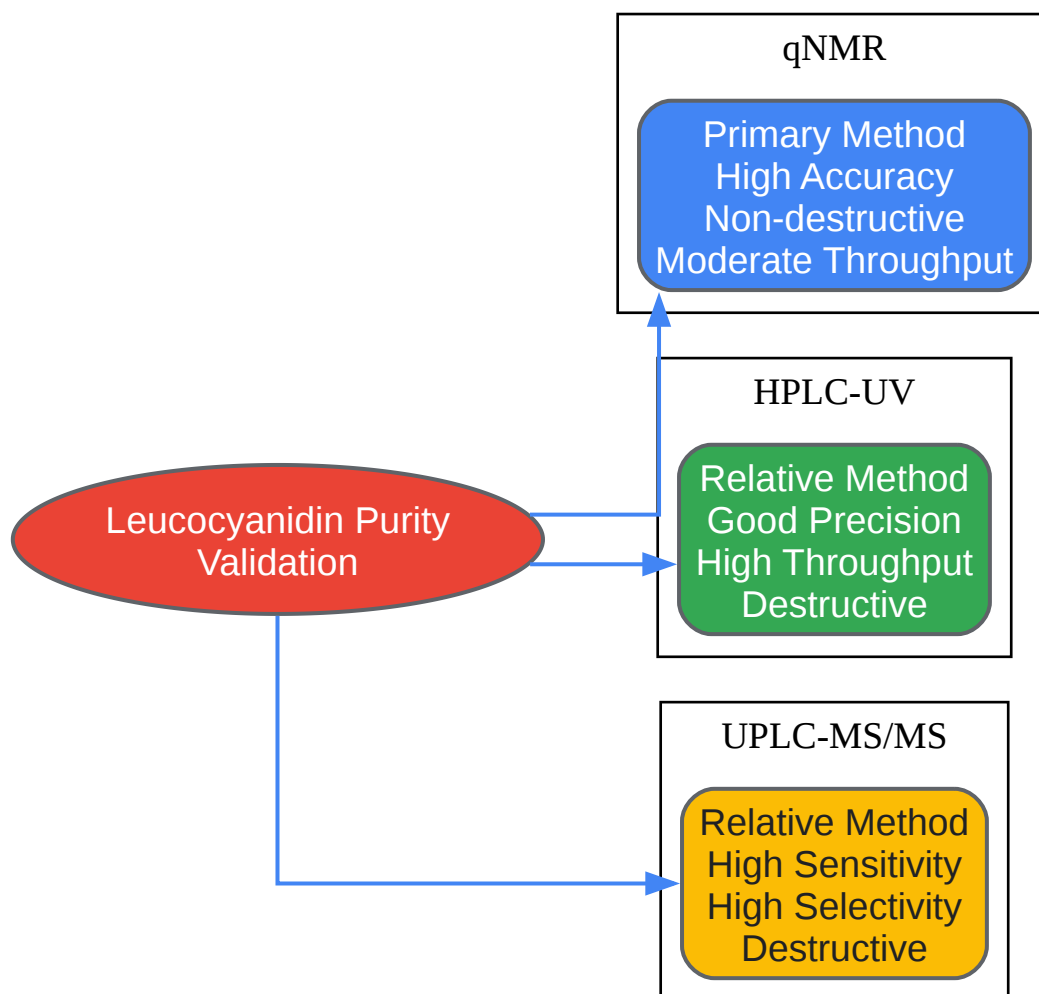 qNMR
Primary Method
High Accuracy
Non-destructive
Moderate Throughput
HPLC-UV
Relative Method
Good Precision
High Throughput
Destructive
Leucocyanidin Purity
Validation
UPLC-MS/MS
Relative Method
High Sensitivity
High Selectivity
Destructive